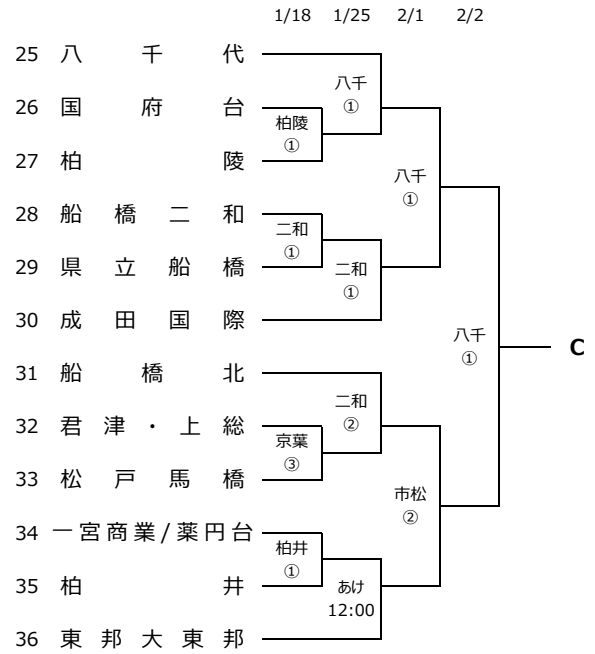 1/18 1/25 2/1 2/2
25 八千代
八千
①
26 国府台
柏陵
①
27 柏陵
八千
①
28 船橋二和
二和
①
29 県立船橋
二和
①
30 成田国際
八千
①
C
31 船橋北
二和
②
32 君津・上総
京葉
③
33 松戸馬橋
市松
②
34 一宮商業/薬円台
柏井
①
35 柏井
あけ
12:00
36 東邦大東邦